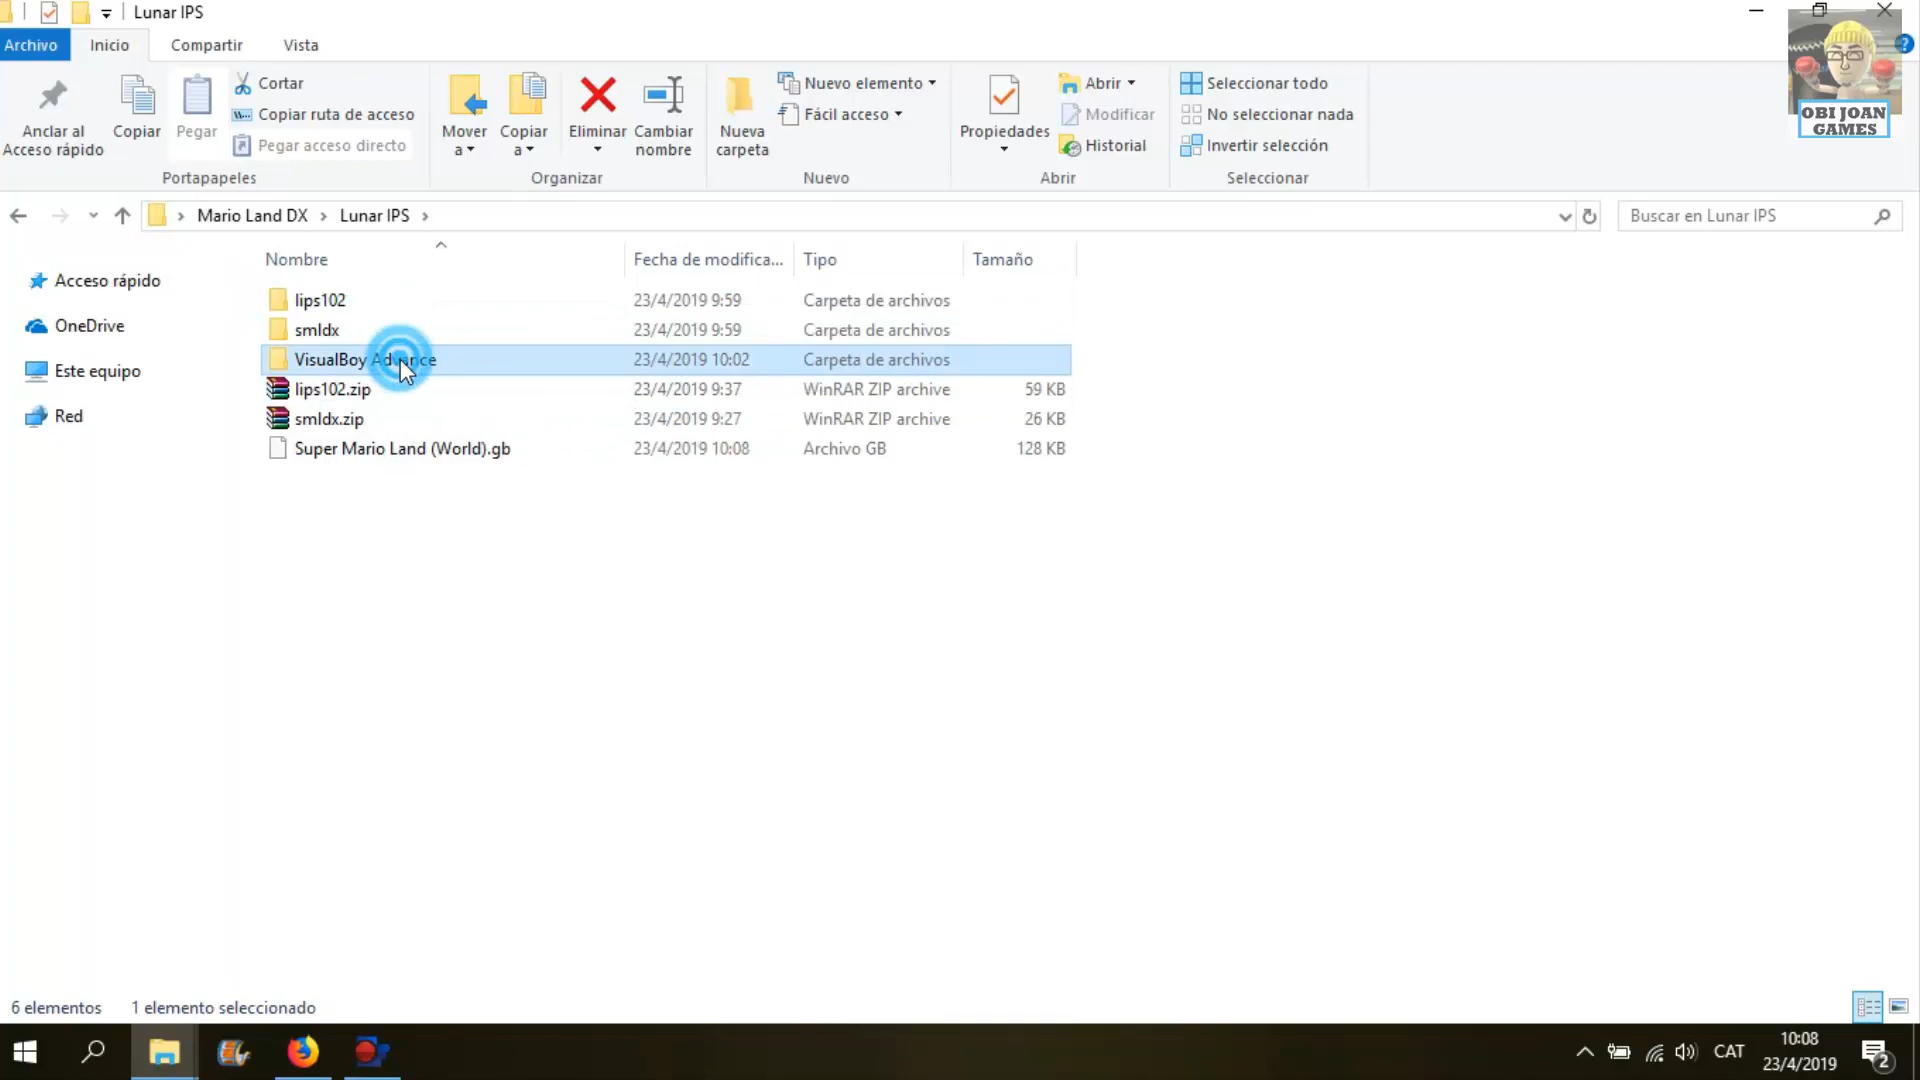 Lunar IPS
Archivo Inicio Compartir Vista
Anclar al Acceso rápido
Copiar
Pegar
Cortar
Copiar ruta de acceso
Pegar acceso directo
Portapapeles
Mover a
Copiar a
Eliminar
Cambiar nombre
Organizar
Nueva carpeta
Nuevo elemento
Fácil acceso
Nuevo
Propiedades
Abrir
Modificar
Historial
Abrir
Seleccionar todo
No seleccionar nada
Invertir selección
Seleccionar
OBI JOAN
GAMES
?
Mario Land DX > Lunar IPS >
Buscar en Lunar IPS
Acceso rápido
OneDrive
Este equipo
Red
Nombre Fecha de modifica... Tipo Tamaño
lips102 23/4/2019 9:59 Carpeta de archivos
smldx 23/4/2019 9:59 Carpeta de archivos
VisualBoy Advance 23/4/2019 10:02 Carpeta de archivos
lips102.zip 23/4/2019 9:37 WinRAR ZIP archive 59 KB
smldx.zip 23/4/2019 9:27 WinRAR ZIP archive 26 KB
Super Mario Land (World).gb 23/4/2019 10:08 Archivo GB 128 KB
6 elementos 1 elemento seleccionado
CAT
10:08
23/4/2019
2